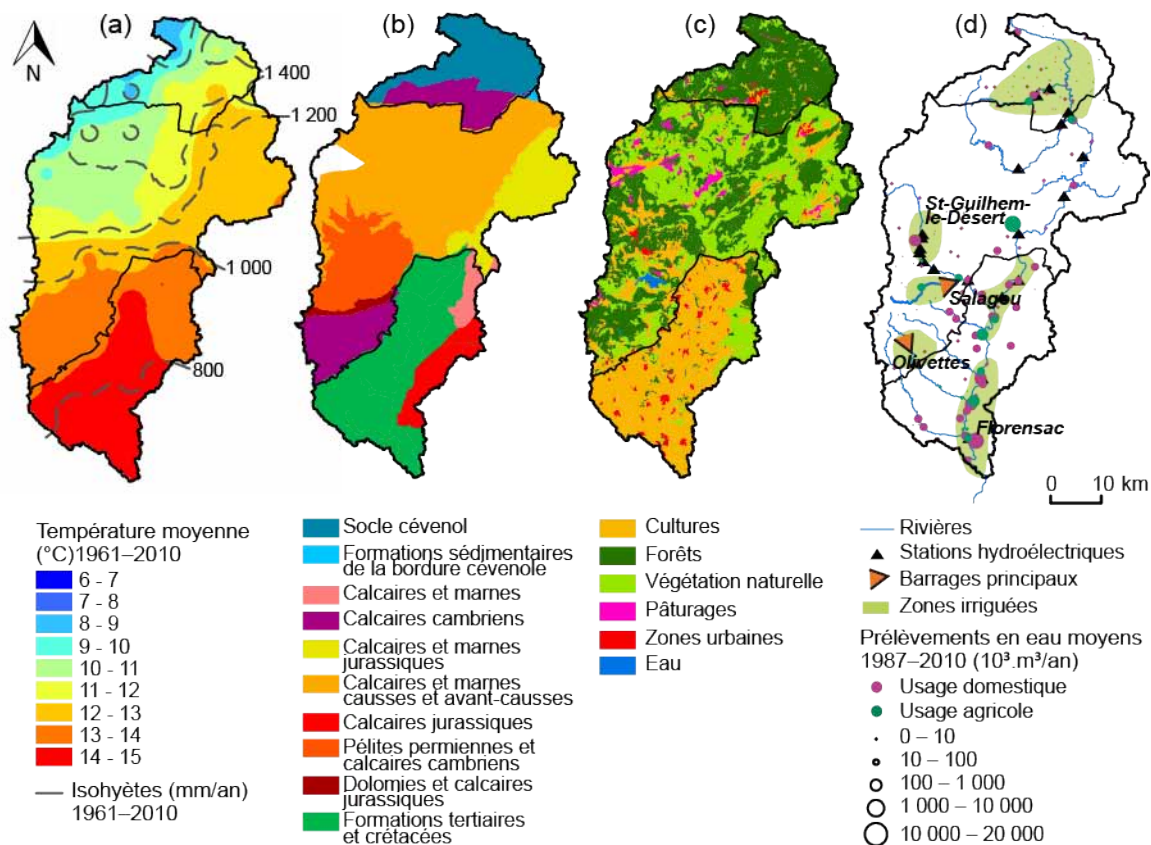 (a)
(b)
(c)
(d)
N
1 400
1 200
1 000
800
St-Guilhem-
le-Désert
Salagou
Olivettes
Florensac
0 10 km
Température moyenne
(°C)1961–2010
6 - 7
7 - 8
8 - 9
9 - 10
10 - 11
11 - 12
12 - 13
13 - 14
14 - 15
Isohyètes (mm/an)
1961–2010
Socle cévenol
Formations sédimentaires
de la bordure cévenole
Calcaires et marnes
Calcaires cambriens
Calcaires et marnes
jurassiques
Calcaires et marnes
causses et avant-causses
Calcaires jurassiques
Pélites permiennes et
calcaires cambriens
Dolomies et calcaires
jurassiques
Formations tertiaires
et crétacées
Cultures
Forêts
Végétation naturelle
Pâturages
Zones urbaines
Eau
Rivières
Stations hydroélectriques
Barrages principaux
Zones irriguées
Prélèvements en eau moyens
1987–2010 (10³.m³/an)
Usage domestique
Usage agricole
0 – 10
10 – 100
100 – 1 000
1 000 – 10 000
10 000 – 20 000